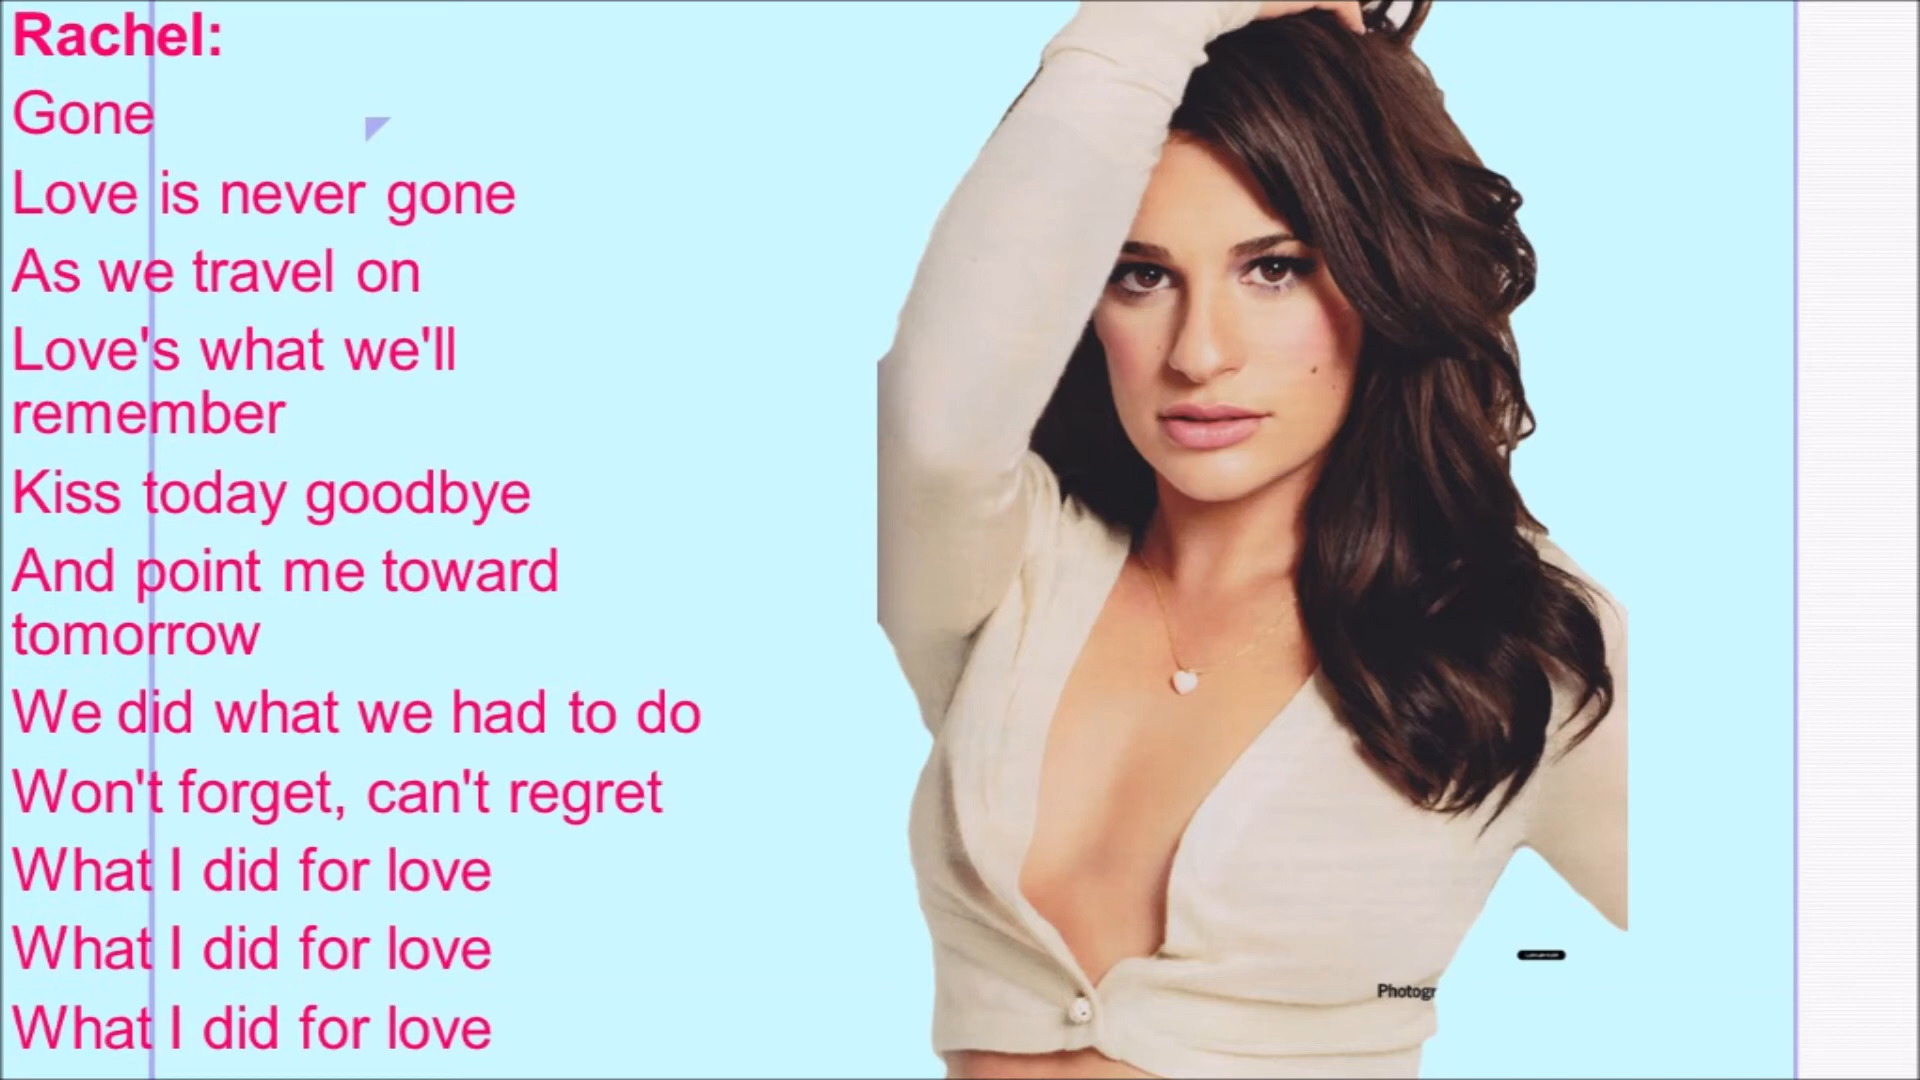 Rachel:
Gone
Love is never gone
As we travel on
Love's what we'll
remember
Kiss today goodbye
And point me toward
tomorrow
We did what we had to do
Won't forget, can't regret
What I did for love
What I did for love
What I did for love
Photogr